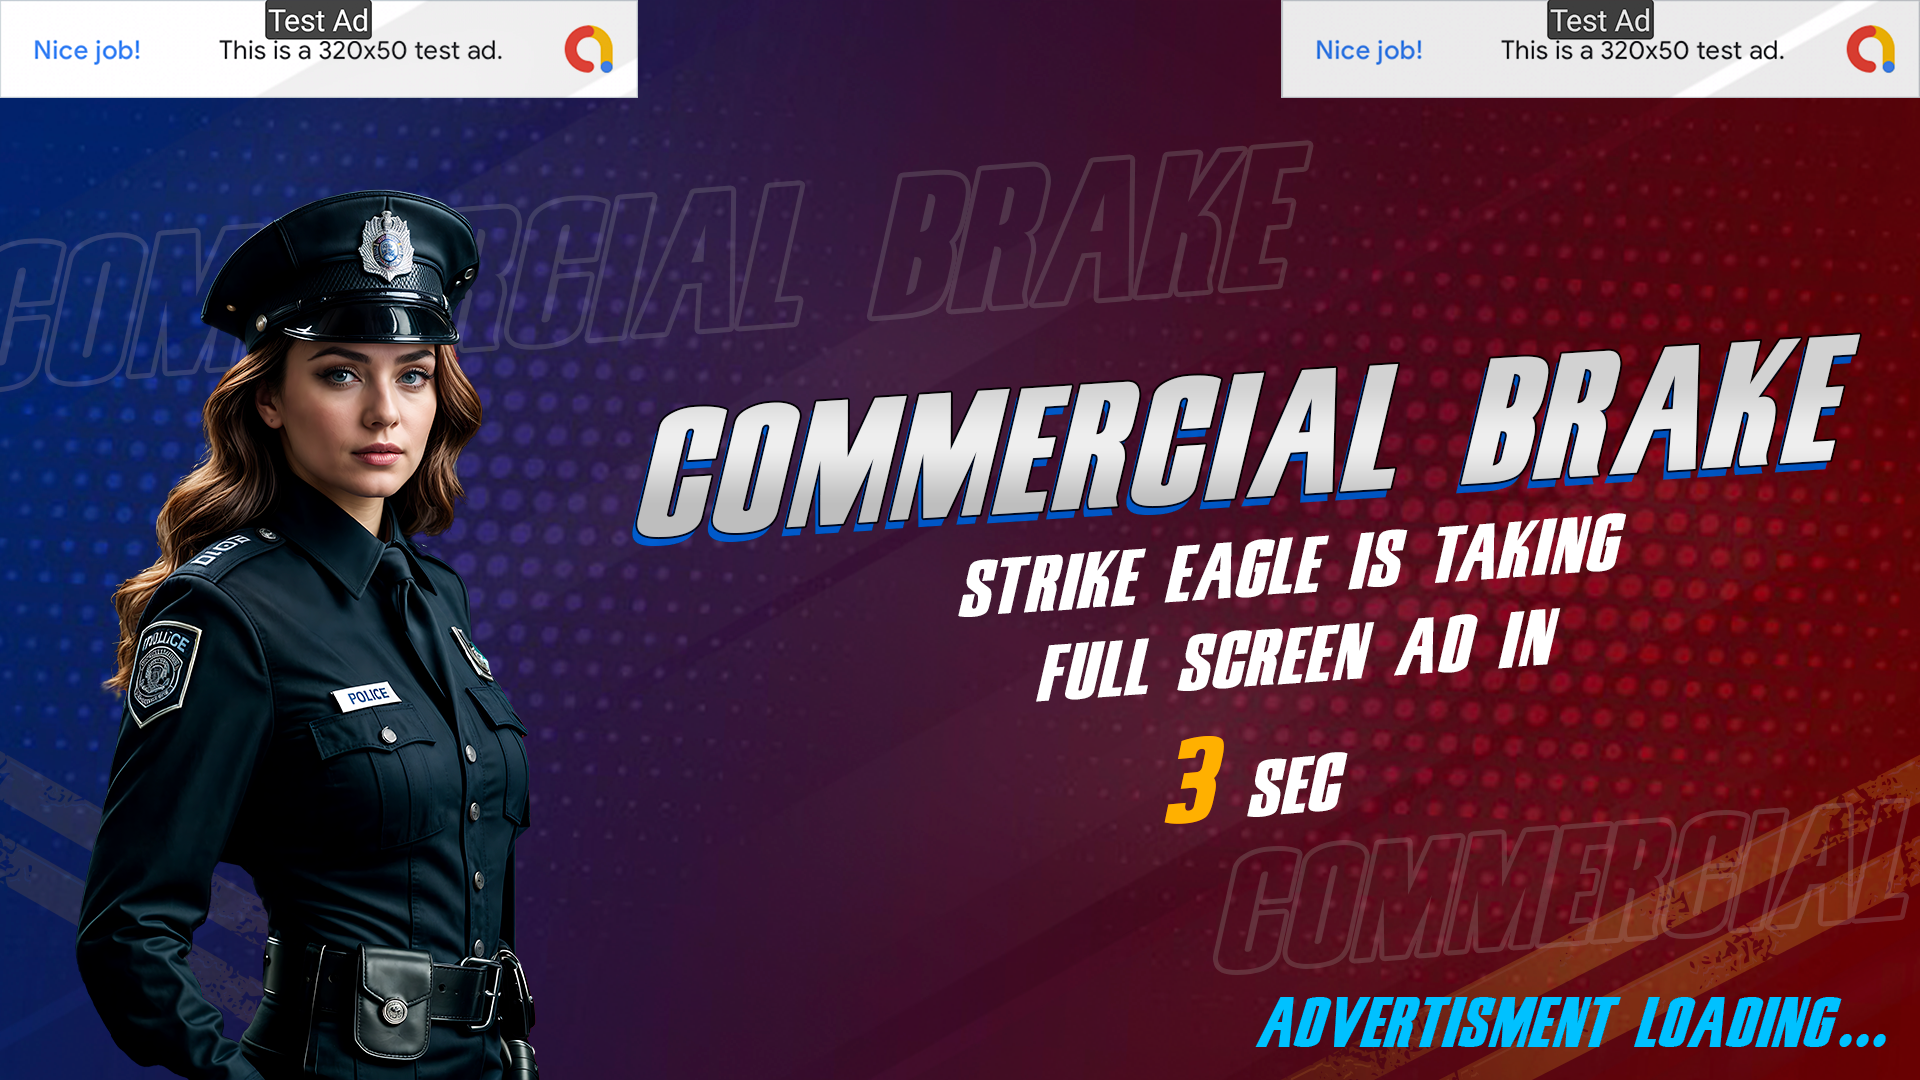 Test Ad
Nice job!
This is a 320x50 test ad.
Test Ad
Nice job!
This is a 320x50 test ad.
COMMERCIAL BRAKE
COMMERCIAL BRAKE
STRIKE EAGLE IS TAKING
FULL SCREEN AD IN
3 SEC
POLICE
COMMERCIAL
ADVERTISMENT LOADING...